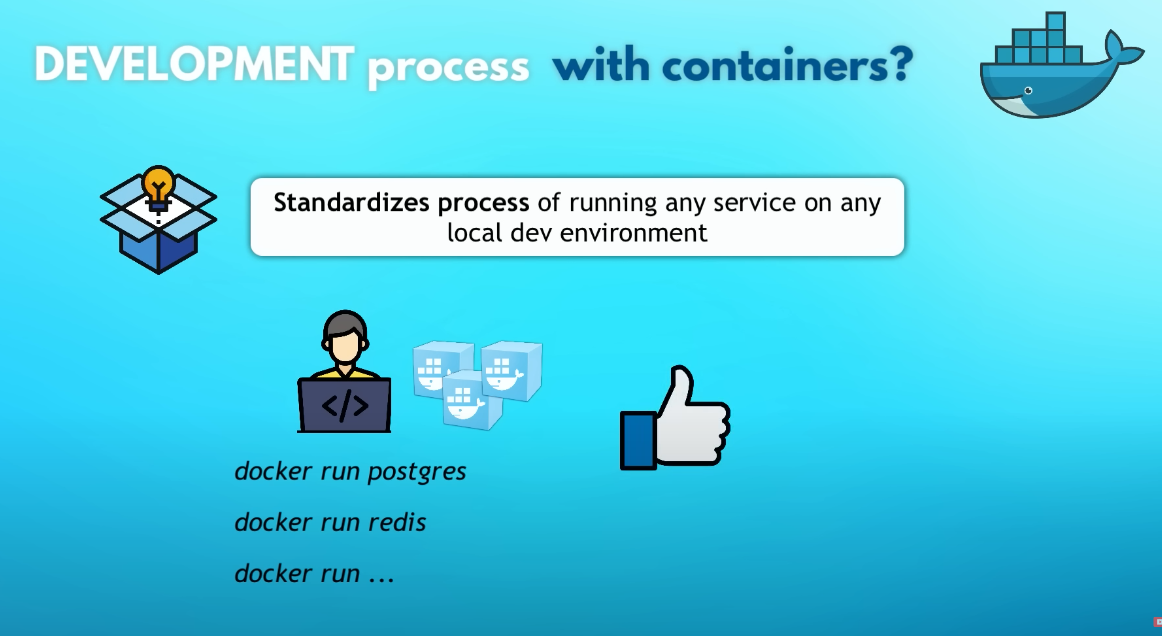 DEVELOPMENT process with containers?
Standardizes process of running any service on any
local dev environment
</>
docker run postgres
docker run redis
docker run ...